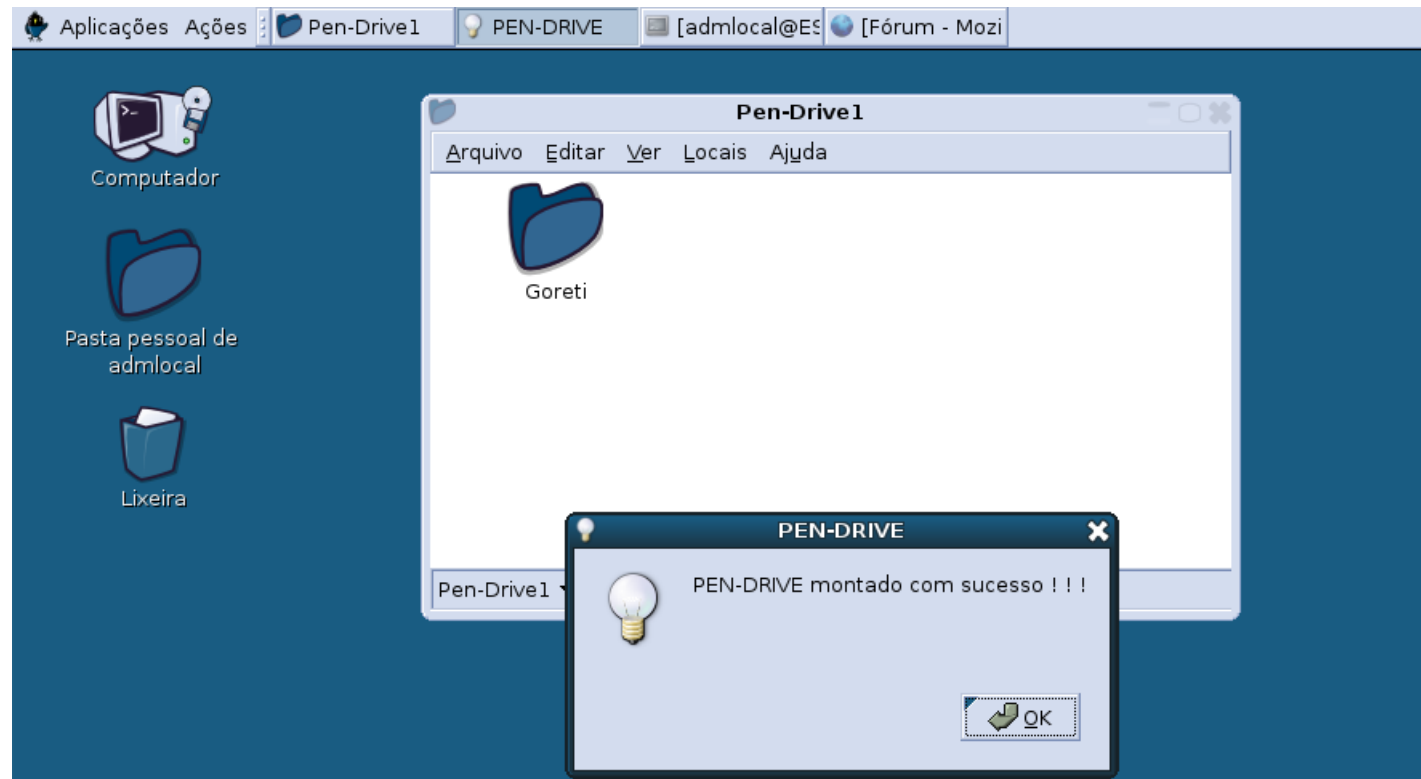 Aplicações Ações Pen-Drive1 PEN-DRIVE [admlocal@ES [Fórum - Mozi
Computador
Pasta pessoal de
admlocal
Lixeira
Pen-Drive1
Arquivo Editar Ver Locais Ajuda
Goreti
Pen-Drive1
PEN-DRIVE
PEN-DRIVE montado com sucesso ! ! !
OK